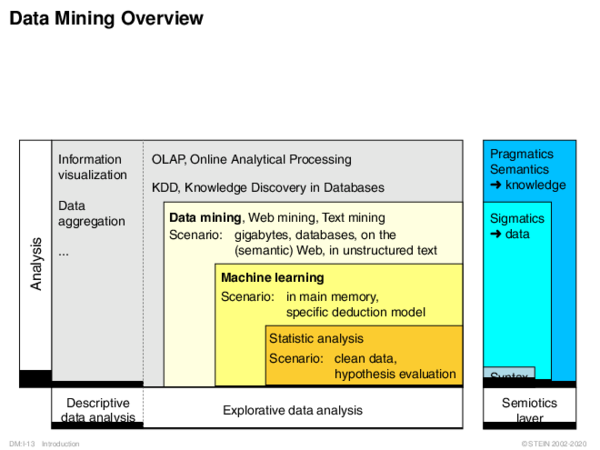 Data Mining Overview
Analysis
Information
visualization
Data
aggregation
...
OLAP, Online Analytical Processing
KDD, Knowledge Discovery in Databases
Data mining, Web mining, Text mining
Scenario: gigabytes, databases, on the
(semantic) Web, in unstructured text
Machine learning
Scenario: in main memory,
specific deduction model
Statistic analysis
Scenario: clean data,
hypothesis evaluation
Pragmatics
Semantics
➜ knowledge
Sigmatics
➜ data
Syntax
Descriptive
data analysis
Explorative data analysis
Semiotics
layer
DM:I-13 Introduction
© STEIN 2002-2020